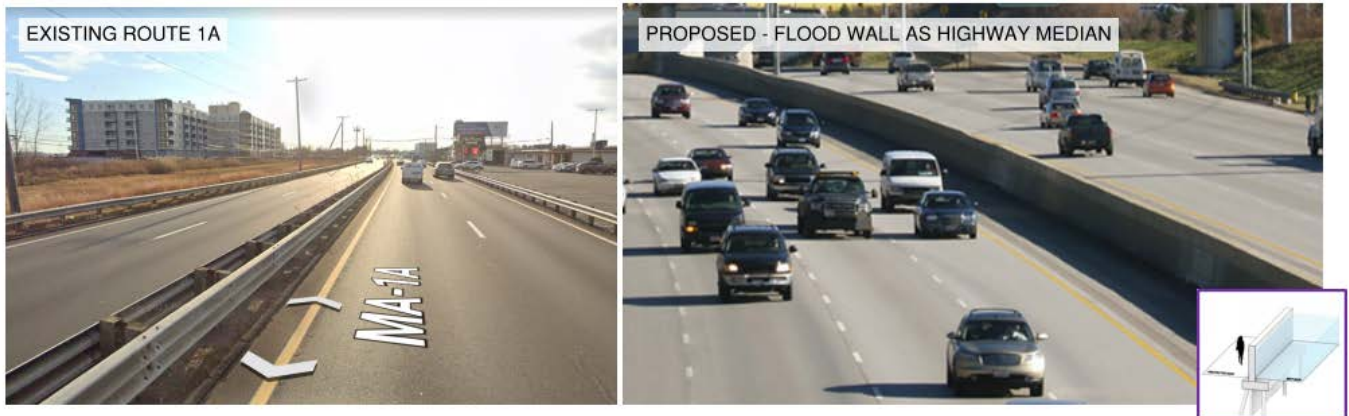 EXISTING ROUTE 1A
PROPOSED - FLOOD WALL AS HIGHWAY MEDIAN
MA-1A